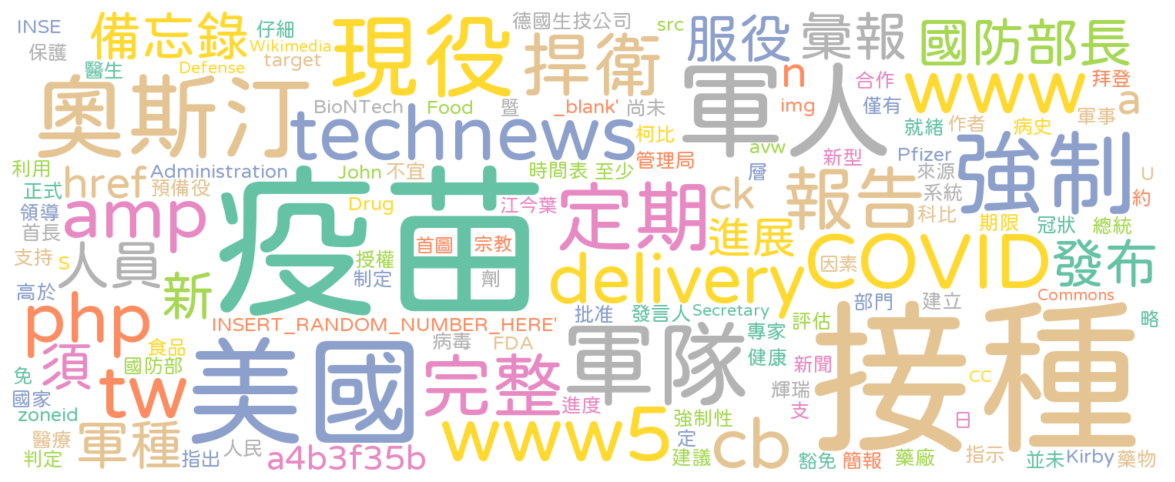 INSE
保護
備忘錄
仔細
Wikimedia
醫生
Defense
target
現役
德國生技公司
捍衛
src
服役
彙報
國防部長
奧斯汀
BioNTech
Food
暨
_blank'
尚未
軍人
n
img
合作
僅有
www
拜登
a
軍事
technews
柯比
管理局
avw
新型
就緒
作者
病史
Pfizer
來源
強制
利用
Administration
John
不宜
時間表
至少
層
系統
U
約
正式
href
預備役
領導
amp
首長
Drug
疫苗
江今葉
定期
ck
報告
科比
期限
冠狀
總統
支持
S
人員
首圖
宗教
授權
制定
劑
進展
delivery
COVID
因素
發布
高於
新
php
INSERT_RANDOM_NUMBER_HERE'
批准
發言人
Secretary
部門
建立
Commons
略
須
食品
國防部
免
國家
zoneid
tw
美國
病毒
FDA
完整
軍隊
專家
評估
健康
新聞
接種
CC
輝瑞
支
日
進度
強制性
定
醫療
判定
軍種
指出
人民
a4b3f35b
www5
建議
cb
豁免
簡報
藥廠
指示
並未
Kirby
藥物